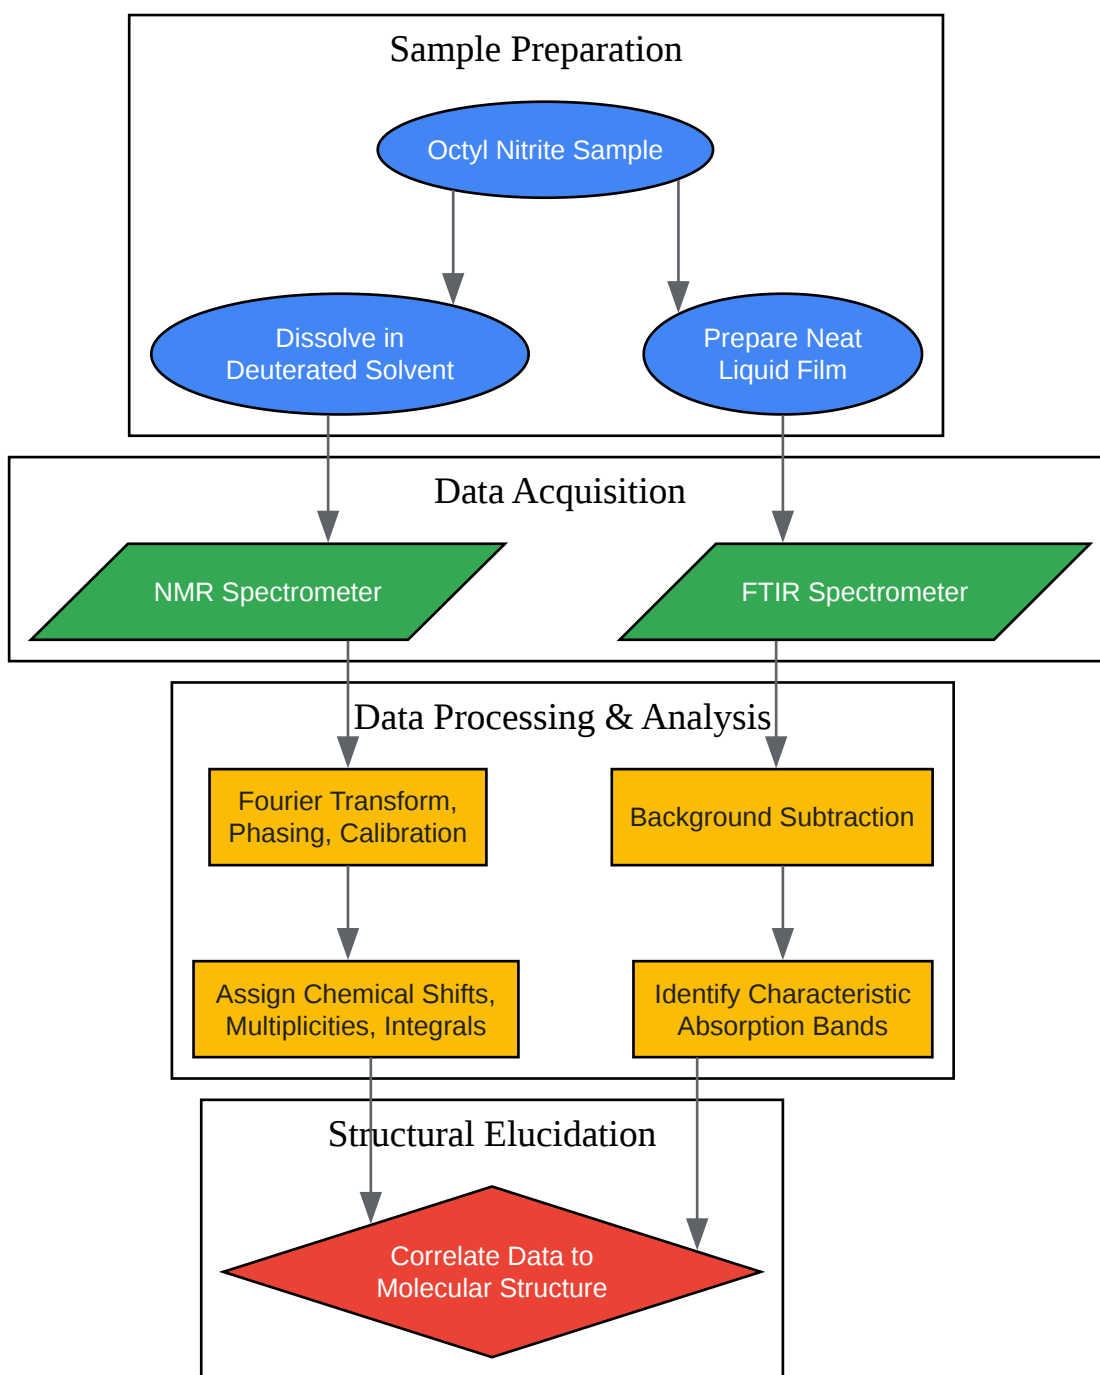 Sample Preparation
Octyl Nitrite Sample
Dissolve in
Deuterated Solvent
Prepare Neat
Liquid Film
Data Acquisition
NMR Spectrometer
FTIR Spectrometer
Data Processing & Analysis
Fourier Transform,
Phasing, Calibration
Background Subtraction
Assign Chemical Shifts,
Multiplicities, Integrals
Identify Characteristic
Absorption Bands
Structural Elucidation
Correlate Data to
Molecular Structure